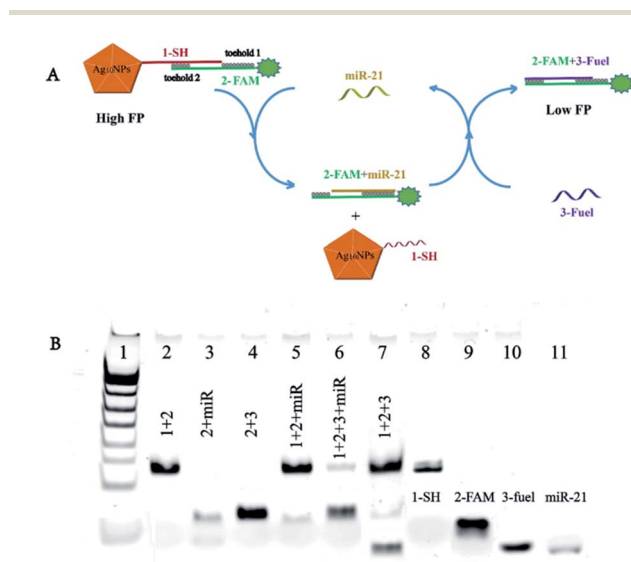 A
1-SH
toehold 1
Ag10NPs
toehold 2
2-FAM
High FP
miR-21
2-FAM+3-Fuel
Low FP
2-FAM+miR-21
+
Ag10NPs
1-SH
3-Fuel
B
1 2 3 4 5 6 7 8 9 10 11
1+2
2+miR
2+3
1+2+miR
1+2+3+miR
1+2+3
1-SH 2-FAM 3-fuel miR-21